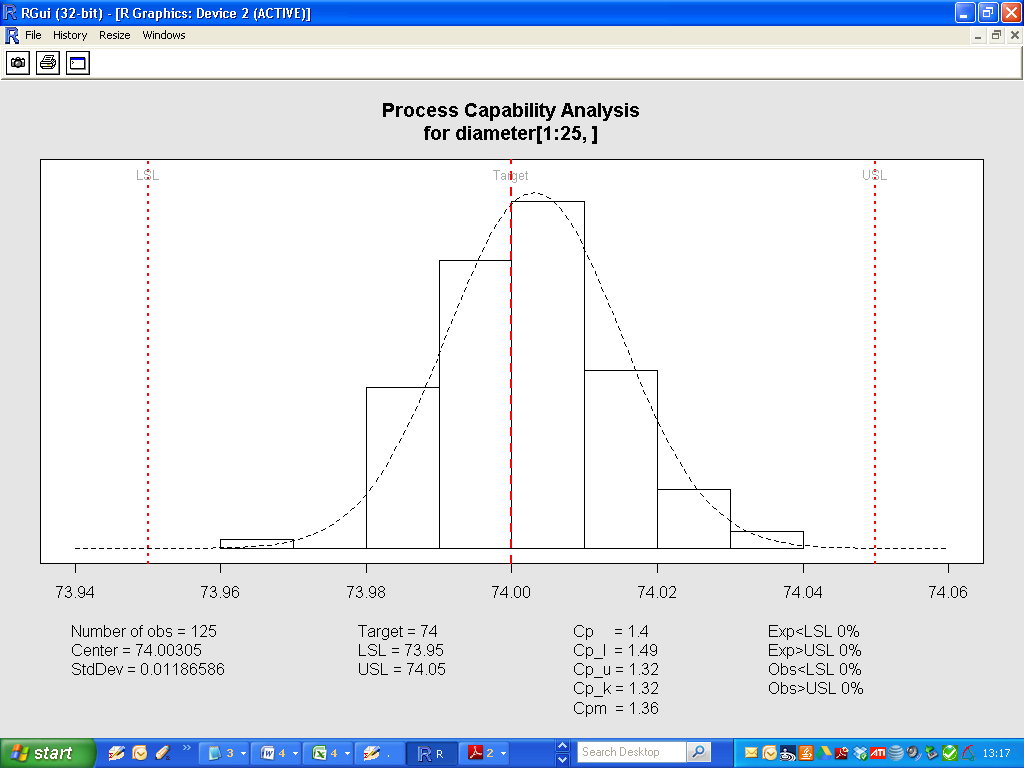 RGui (32-bit) - [R Graphics: Device 2 (ACTIVE)]
File History Resize Windows
Process Capability Analysis
for diameter[1:25, ]
LSL Target USL
73.94 73.96 73.98 74.00 74.02 74.04 74.06
Number of obs = 125
Center = 74.00305
StdDev = 0.01186586
Target = 74
LSL = 73.95
USL = 74.05
Cp = 1.4
Cp_l = 1.49
Cp_u = 1.32
Cp_k = 1.32
Cpm = 1.36
Exp<LSL 0%
Exp>USL 0%
Obs<LSL 0%
Obs>USL 0%
start 3 4 4 . R 2 Search Desktop ATI 13:17